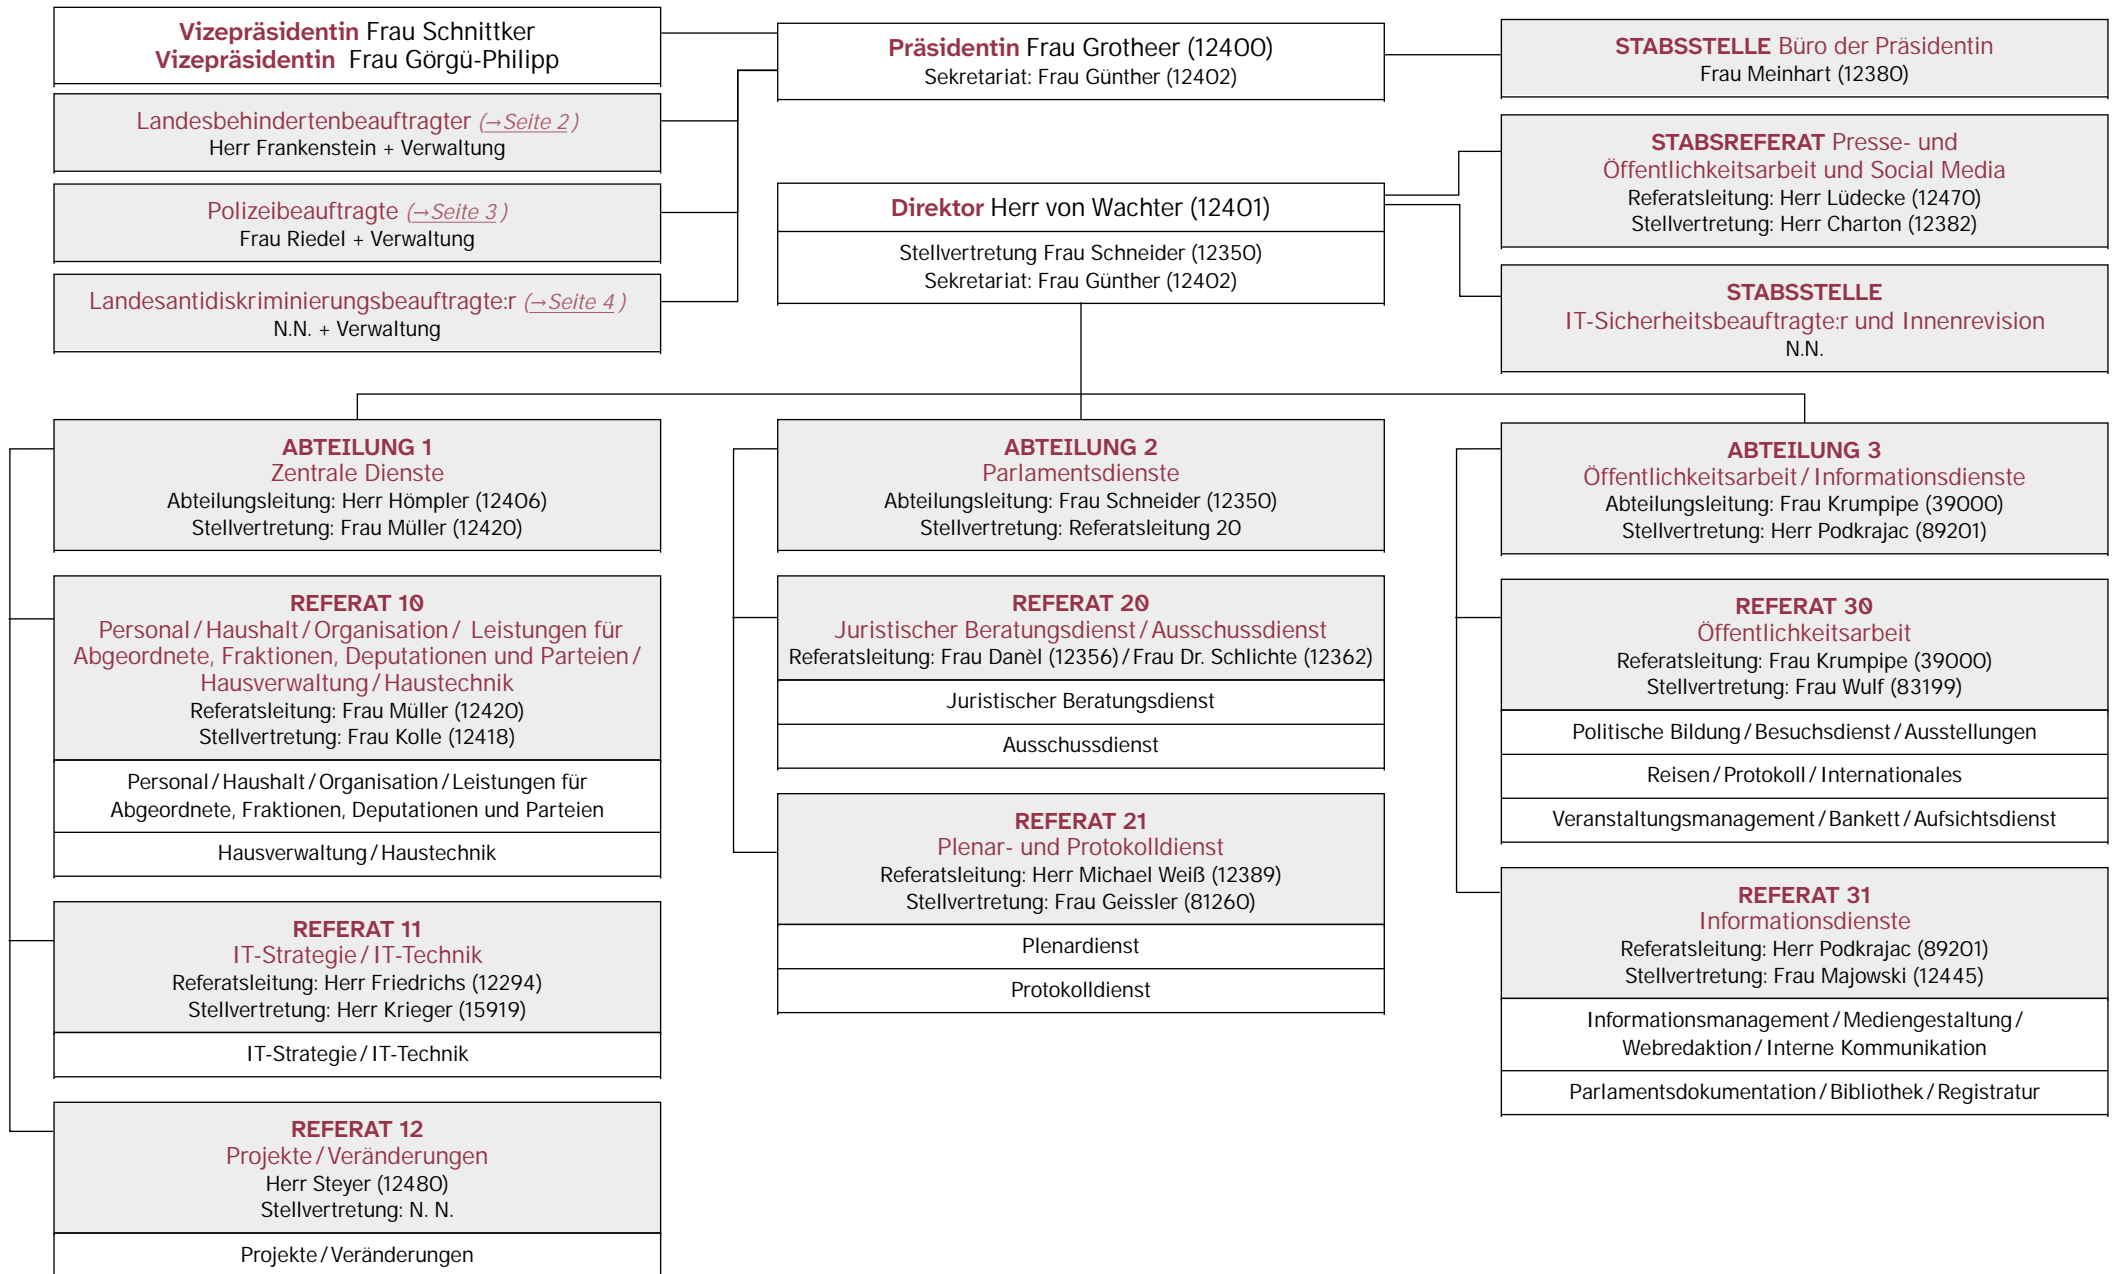 Vizepräsidentin Frau Schnittker
Vizepräsidentin Frau Görgü-Philipp
Präsidentin Frau Grotheer (12400)
Sekretariat: Frau Günther (12402)
STABSSTELLE Büro der Präsidentin
Frau Meinhart (12380)
Landesbehindertenbeauftragter (→Seite 2)
Herr Frankenstein + Verwaltung
Polizeibeauftragte (→Seite 3)
Frau Riedel + Verwaltung
Landesantidiskriminierungsbeauftragte:r (→Seite 4)
N.N. + Verwaltung
Direktor Herr von Wachter (12401)
Stellvertretung Frau Schneider (12350)
Sekretariat: Frau Günther (12402)
STABSREFERAT Presse- und
Öffentlichkeitsarbeit und Social Media
Referatsleitung: Herr Lüdecke (12470)
Stellvertretung: Herr Charton (12382)
STABSSTELLE
IT-Sicherheitsbeauftragte:r und Innenrevision
N.N.
ABTEILUNG 1
Zentrale Dienste
Abteilungsleitung: Herr Hömpler (12406)
Stellvertretung: Frau Müller (12420)
REFERAT 10
Personal/Haushalt/Organisation/ Leistungen für
Abgeordnete, Fraktionen, Deputationen und Parteien/
Hausverwaltung/Haustechnik
Referatsleitung: Frau Müller (12420)
Stellvertretung: Frau Kolle (12418)
Personal/Haushalt/Organisation/Leistungen für
Abgeordnete, Fraktionen, Deputationen und Parteien
Hausverwaltung/Haustechnik
REFERAT 11
IT-Strategie/IT-Technik
Referatsleitung: Herr Friedrichs (12294)
Stellvertretung: Herr Krieger (15919)
IT-Strategie/IT-Technik
REFERAT 12
Projekte/Veränderungen
Herr Steyer (12480)
Stellvertretung: N. N.
Projekte/Veränderungen
ABTEILUNG 2
Parlamentsdienste
Abteilungsleitung: Frau Schneider (12350)
Stellvertretung: Referatsleitung 20
REFERAT 20
Juristischer Beratungsdienst/Ausschussdienst
Referatsleitung: Frau Danèl (12356)/Frau Dr. Schlichte (12362)
Juristischer Beratungsdienst
Ausschussdienst
REFERAT 21
Plenar- und Protokolldienst
Referatsleitung: Herr Michael Weiß (12389)
Stellvertretung: Frau Geissler (81260)
Plenardienst
Protokolldienst
ABTEILUNG 3
Öffentlichkeitsarbeit/Informationsdienste
Abteilungsleitung: Frau Krumpipe (39000)
Stellvertretung: Herr Podkrajac (89201)
REFERAT 30
Öffentlichkeitsarbeit
Referatsleitung: Frau Krumpipe (39000)
Stellvertretung: Frau Wulf (83199)
Politische Bildung/Besuchsdienst/Ausstellungen
Reisen/Protokoll/Internationales
Veranstaltungsmanagement/Bankett/Aufsichtsdienst
REFERAT 31
Informationsdienste
Referatsleitung: Herr Podkrajac (89201)
Stellvertretung: Frau Majowski (12445)
Informationsmanagement/Mediengestaltung/
Webredaktion/Interne Kommunikation
Parlamentsdokumentation/Bibliothek/Registratur